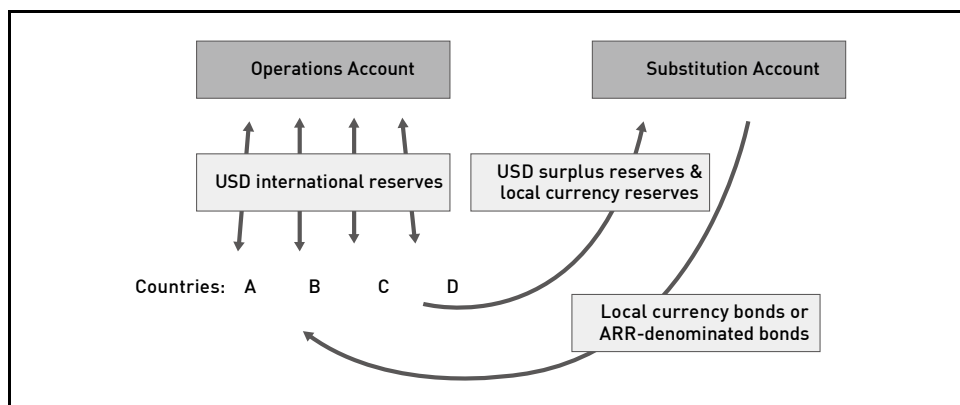 Operations Account
Substitution Account
USD international reserves
USD surplus reserves &
local currency reserves
Countries: A B C D
Local currency bonds or
ARR-denominated bonds